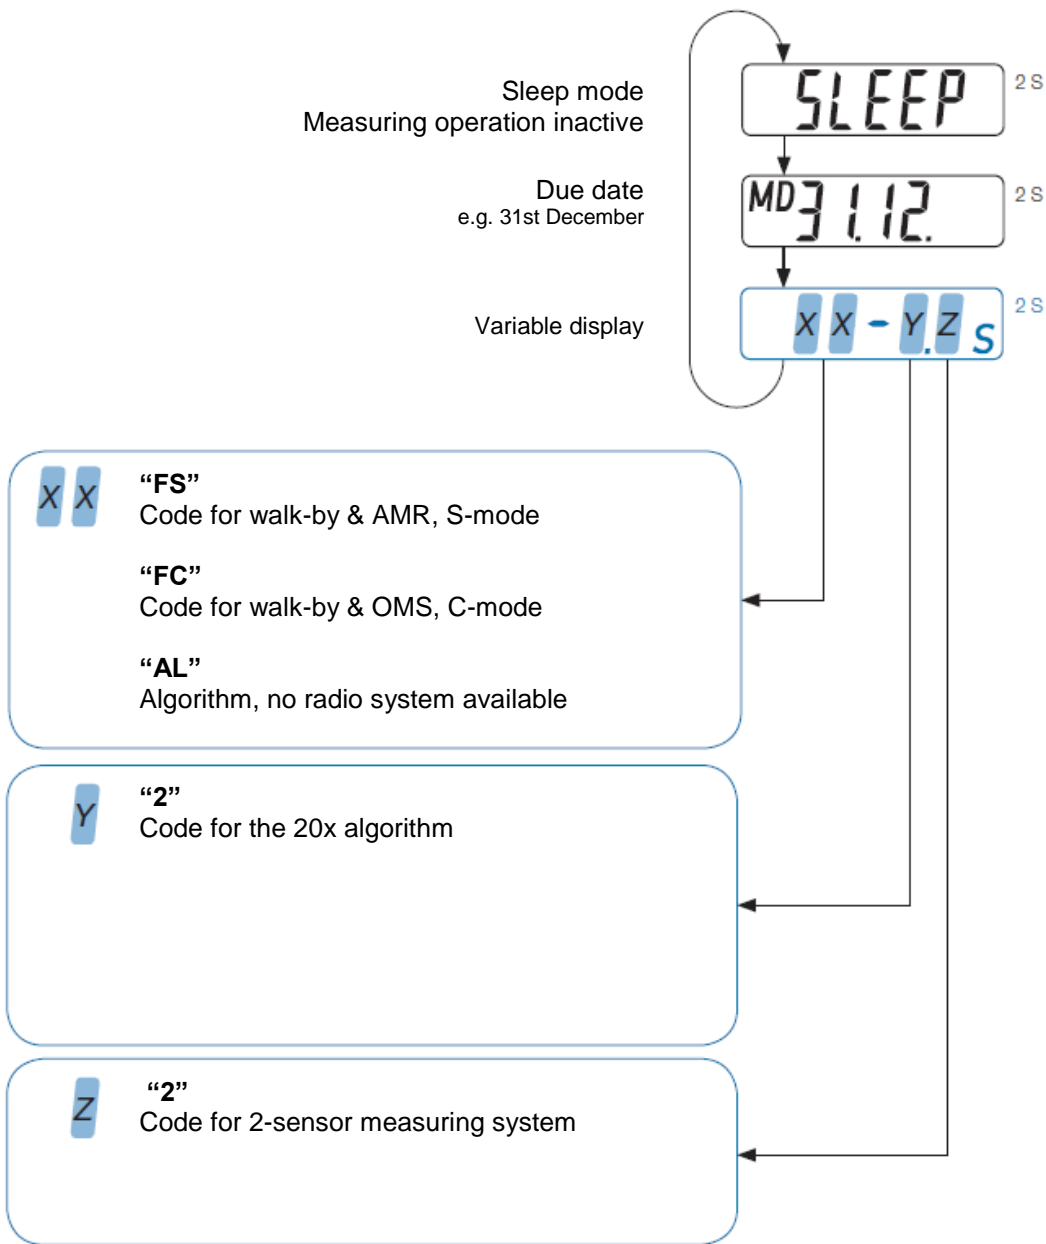 Sleep mode
Measuring operation inactive
SLEEP
2 S
Due date
e.g. 31st December
MD 31.12.
2 S
Variable display
X X - Y.Z S
2 S
X X
“FS”
Code for walk-by & AMR, S-mode
“FC”
Code for walk-by & OMS, C-mode
“AL”
Algorithm, no radio system available
Y
“2”
Code for the 20x algorithm
Z
“2”
Code for 2-sensor measuring system